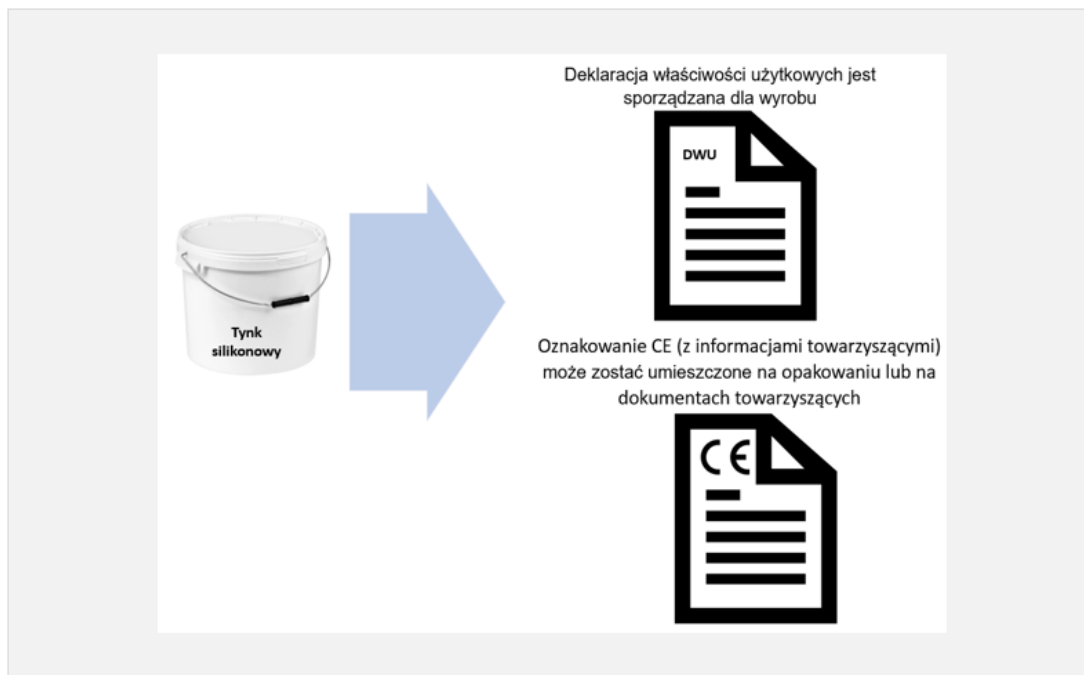 Deklaracja właściwości użytkowych jest
sporządzana dla wyrobu
DWU
Tynk
silikonowy
Oznakowanie CE (z informacjami towarzyszącymi)
może zostać umieszczone na opakowaniu lub na
dokumentach towarzyszących
CE